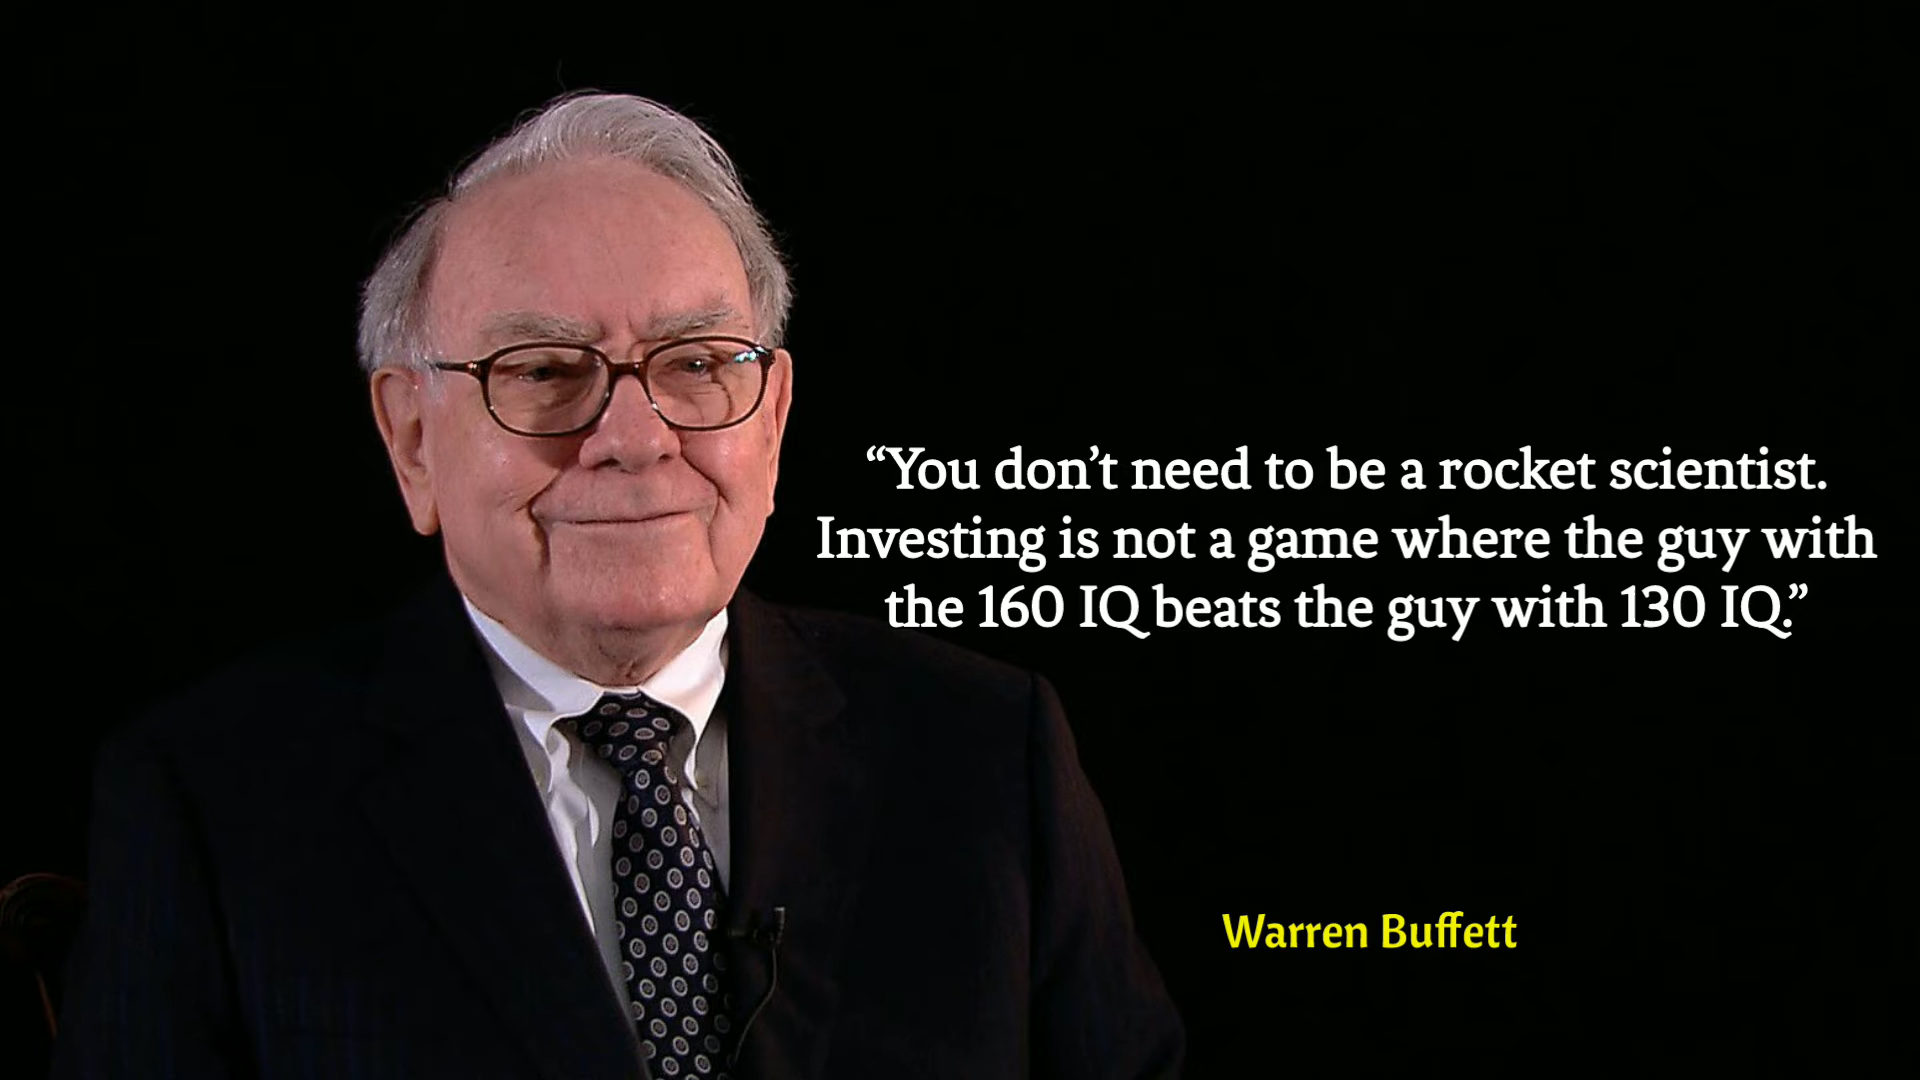 “You don’t need to be a rocket scientist.
Investing is not a game where the guy with
the 160 IQ beats the guy with 130 IQ.”
Warren Buffett